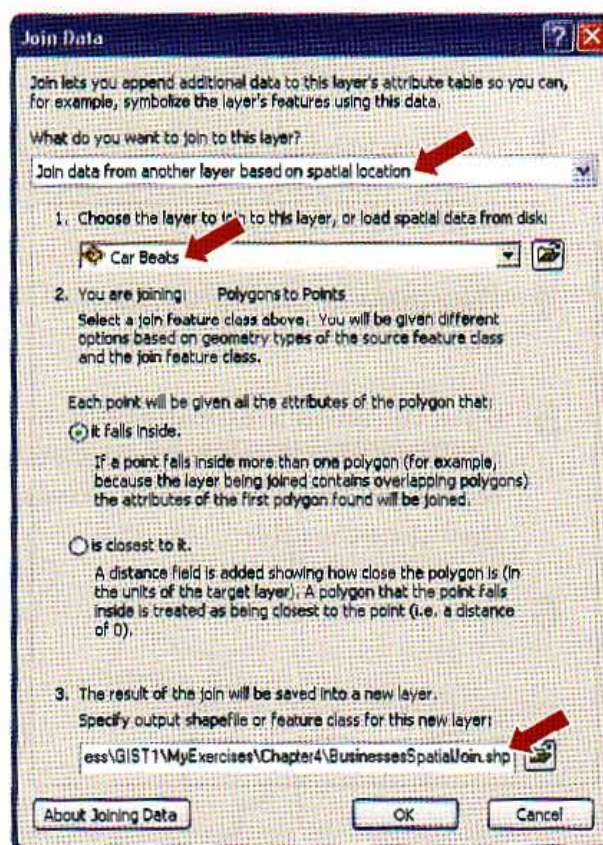 Join Data
Join lets you append additional data to this layer's attribute table so you can,
for example, symbolize the layer's features using this data.
What do you want to join to this layer?
Join data from another layer based on spatial location
1. Choose the layer to join to this layer, or load spatial data from disk:
Car Beats
2. You are joining: Polygons to Points
Select a join feature class above. You will be given different
options based on geometry types of the source feature class
and the join feature class.
Each point will be given all the attributes of the polygon that:
it falls inside.
If a point falls inside more than one polygon (for example,
because the layer being joined contains overlapping polygons)
the attributes of the first polygon found will be joined.
is closest to it.
A distance field is added showing how close the polygon is (in
the units of the target layer). A polygon that the point falls
inside is treated as being closest to the point (i.e. a distance
of 0).
3. The result of the join will be saved into a new layer.
Specify output shapefile or feature class for this new layer:
ess\GIST1\MyExercises\Chapter4\BusinessesSpatialJoin.shp
About Joining Data OK Cancel